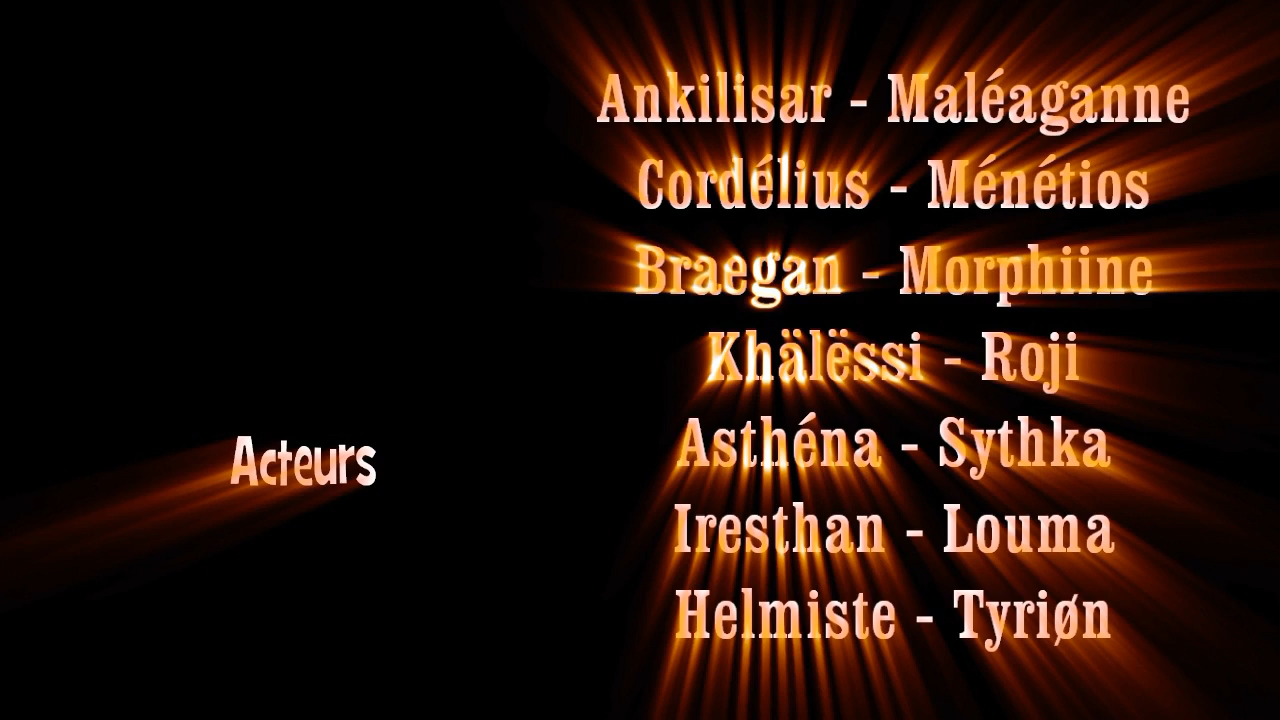 Acteurs
Ankilisar - Maléaganne
Cordélius - Ménétios
Braegan - Morphiine
Khälëssi - Roji
Asthéna - Sythka
Iresthan - Louma
Helmiste - Tyriøn